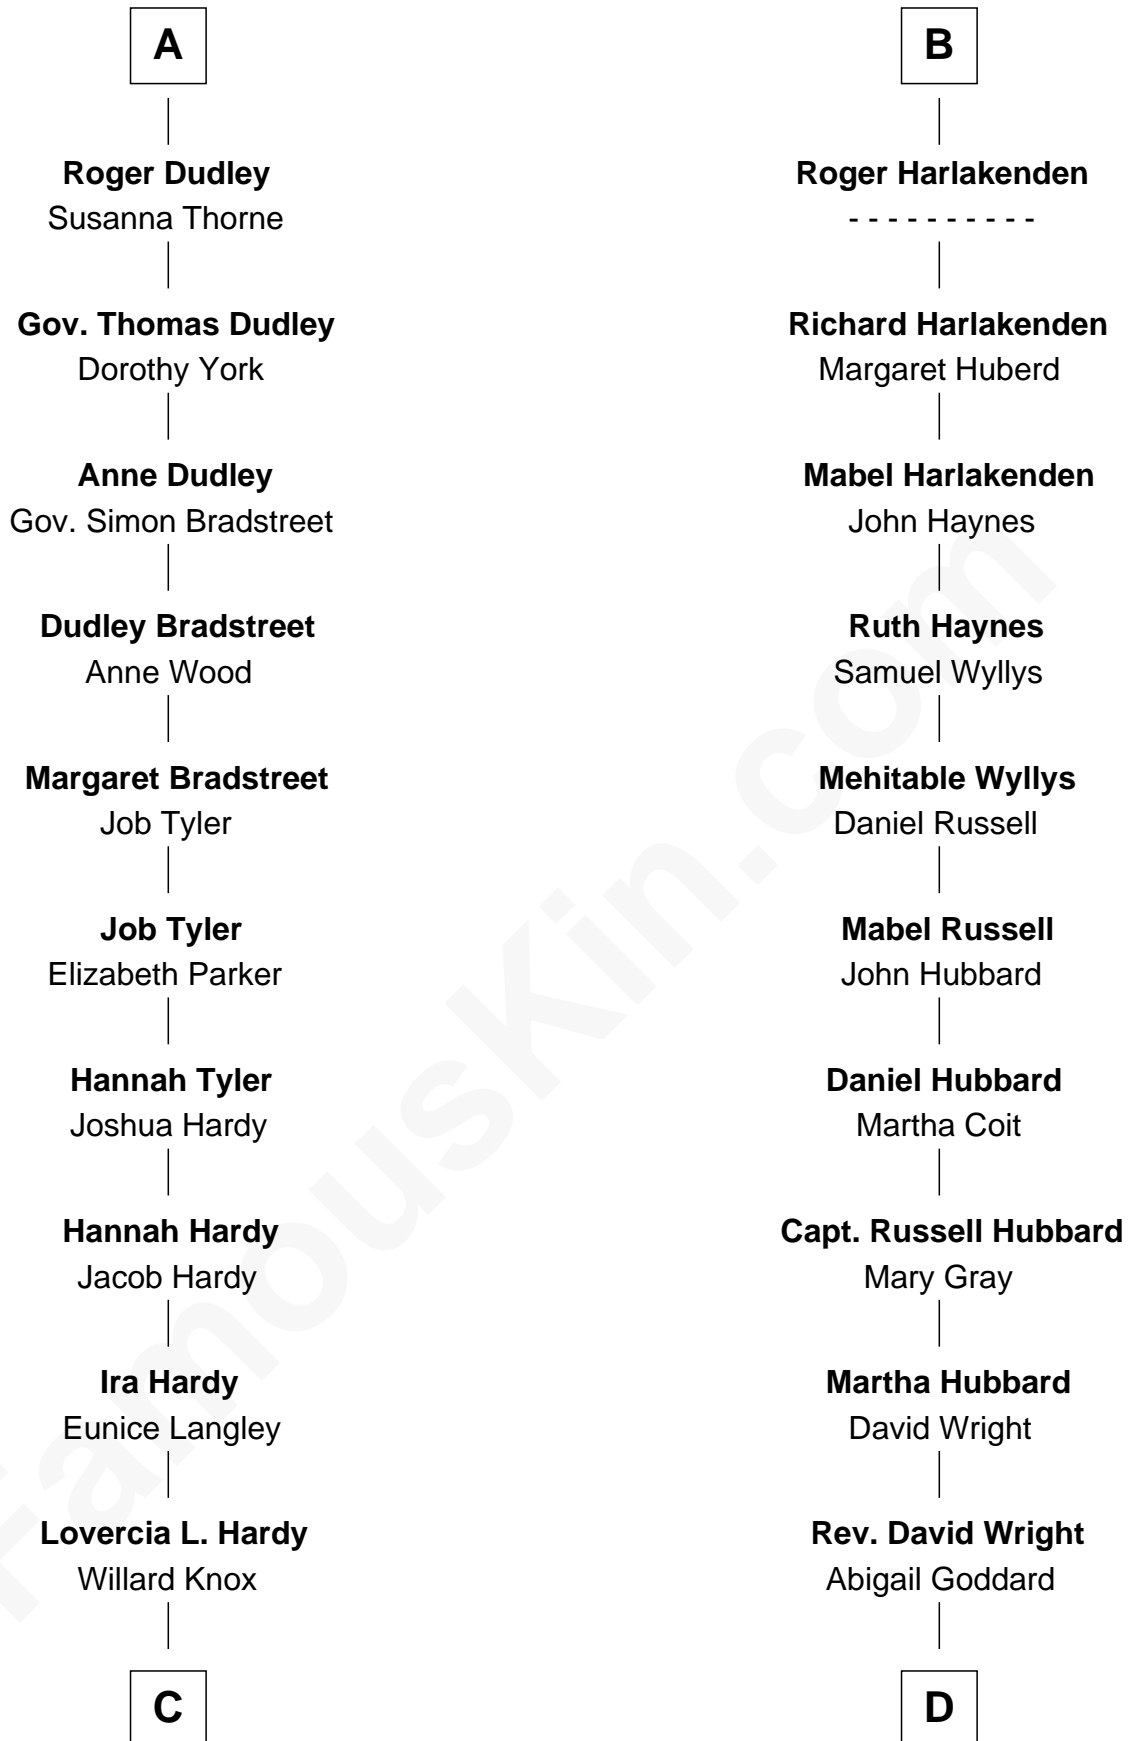 A
Roger Dudley
Susanna Thorne
Gov. Thomas Dudley
Dorothy York
Anne Dudley
Gov. Simon Bradstreet
Dudley Bradstreet
Anne Wood
Margaret Bradstreet
Job Tyler
Job Tyler
Elizabeth Parker
Hannah Tyler
Joshua Hardy
Hannah Hardy
Jacob Hardy
Ira Hardy
Eunice Langley
Lovercia L. Hardy
Willard Knox
C
B
Roger Harlakenden
- - - - - - - - - -
Richard Harlakenden
Margaret Huberd
Mabel Harlakenden
John Haynes
Ruth Haynes
Samuel Wyllys
Mehitable Wyllys
Daniel Russell
Mabel Russell
John Hubbard
Daniel Hubbard
Martha Coit
Capt. Russell Hubbard
Mary Gray
Martha Hubbard
David Wright
Rev. David Wright
Abigail Goddard
D
FamousKin.com